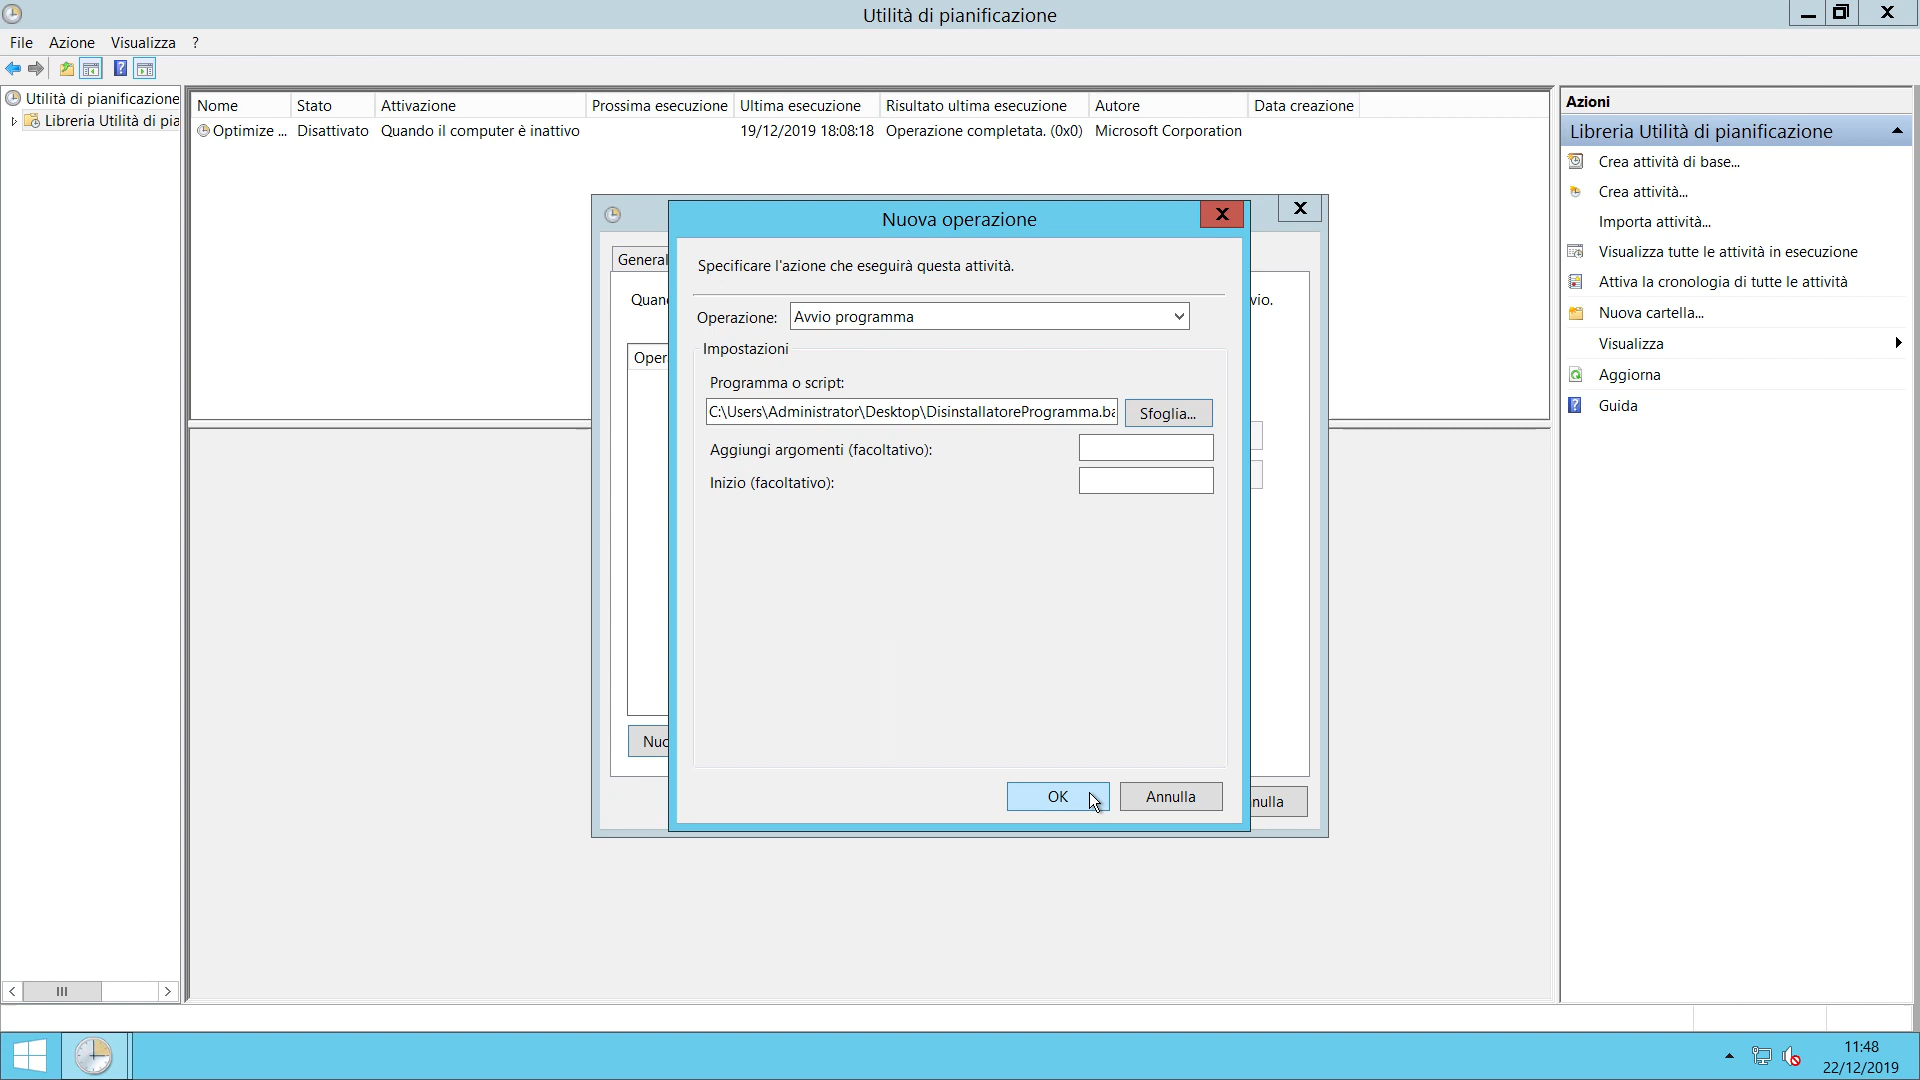 Utilità di pianificazione
File Azione Visualizza ?
Utilità di pianificazione
Libreria Utilità di pia
Nome Stato Attivazione Prossima esecuzione Ultima esecuzione Risultato ultima esecuzione Autore Data creazione
Optimize ... Disattivato Quando il computer è inattivo 19/12/2019 18:08:18 Operazione completata. (0x0) Microsoft Corporation
General
Quan
vio.
Oper
Nuo
nulla
Nuova operazione
Specificare l'azione che eseguirà questa attività.
Operazione: Avvio programma
Impostazioni
Programma o script:
C:\Users\Administrator\Desktop\DisinstallatoreProgramma.ba Sfoglia...
Aggiungi argomenti (facoltativo):
Inizio (facoltativo):
OK Annulla
Azioni
Libreria Utilità di pianificazione
Crea attività di base...
Crea attività...
Importa attività...
Visualizza tutte le attività in esecuzione
Attiva la cronologia di tutte le attività
Nuova cartella...
Visualizza
Aggiorna
Guida
11:48
22/12/2019